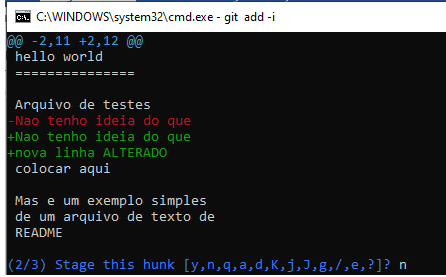 C:\WINDOWS\system32\cmd.exe - git add -i
@@ -2,11 +2,12 @@
hello world
===============
Arquivo de testes
-Nao tenho ideia do que
+Nao tenho ideia do que
+nova linha ALTERADO
colocar aqui
Mas e um exemplo simples
de um arquivo de texto de
README
(2/3) Stage this hunk [y,n,q,a,d,K,j,J,g,/,e,?]? n